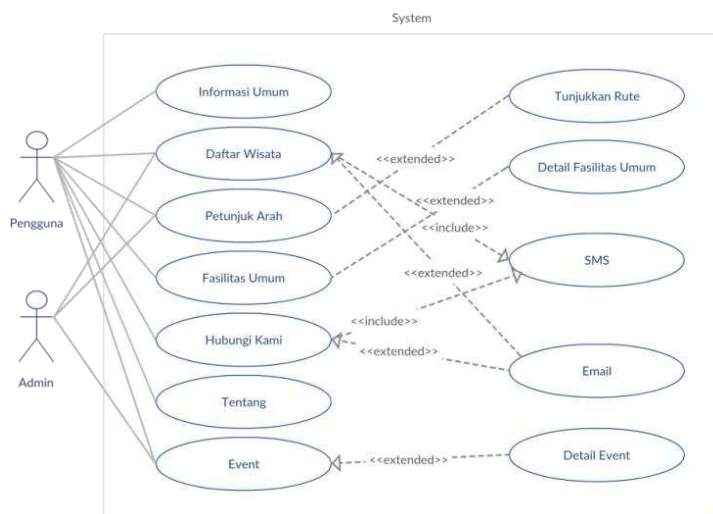 System
Informasi Umum
Tunjukkan Rute
Daftar Wisata
<<extended>>
Detail Fasilitas Umum
Pengguna
Petunjuk Arah
<<extended>>
<<include>>
Fasilitas Umum
<<extended>>
SMS
Hubungi Kami
<<include>>
<<extended>>
Admin
Tentang
Email
Event
<<extended>>
Detail Event